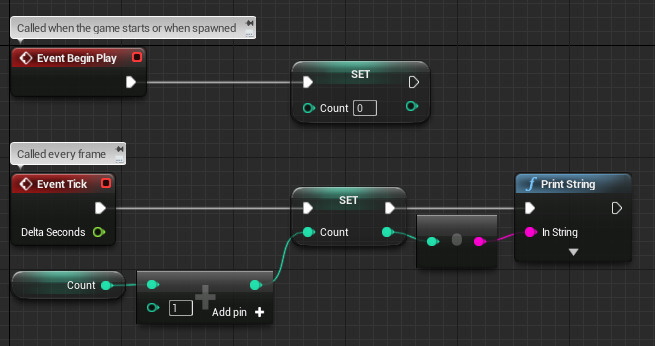 Called when the game starts or when spawned
Event Begin Play
SET
Count 0
Called every frame
Event Tick
Delta Seconds
SET
Count
Print String
In String
Count
1
Add pin +